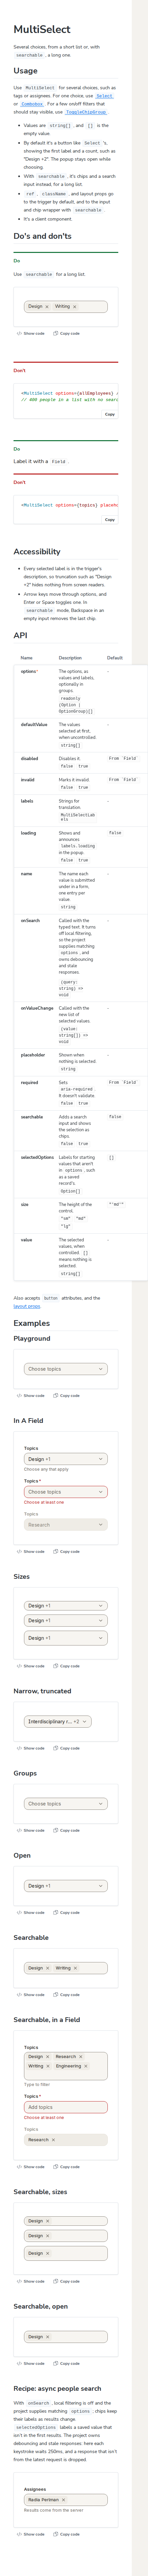 MultiSelect
Several choices, from a short list or, with
searchable , a long one.
Usage
Use MultiSelect for several choices, such as
tags or assignees. For one choice, use Select
or Combobox . For a few on/off filters that
should stay visible, use ToggleChipGroup .
Values are string[] , and [] is the
empty value.
By default it's a button like Select 's,
showing the first label and a count, such as
"Design +2". The popup stays open while
choosing.
With searchable , it's chips and a search
input instead, for a long list.
ref , className , and layout props go
to the trigger by default, and to the input
and chip wrapper with searchable .
It's a client component.
Do's and don'ts
Do
Use searchable for a long list.
Design × Writing ×
Show code Copy code
Don't
<MultiSelect options={allEmployees}
// 400 people in a list with no sear
Copy
Do
Label it with a Field .
Don't
<MultiSelect options={topics} placeho
Copy
Accessibility
Every selected label is in the trigger's
description, so truncation such as "Design
+2" hides nothing from screen readers.
Arrow keys move through options, and
Enter or Space toggles one. In
searchable mode, Backspace in an
empty input removes the last chip.
API
Name Description Default
options* The options, as - 
values and labels,
optionally in
groups.
readonly
(Option |
OptionGroup)[]
defaultValue The values -
selected at first,
when uncontrolled.
string[]
disabled Disables it. From Field
false true
invalid Marks it invalid. From Field
false true
labels Strings for -
translation.
MultiSelectLab
els
loading Shows and false
announces
labels.loading
in the popup.
false true
name The name each -
value is submitted
under in a form,
one entry per
value.
string
onSearch Called with the -
typed text. It turns
off local filtering,
so the project
supplies matching
options , and
owns debouncing
and stale
responses.
(query:
string) =>
void
onValueChange Called with the -
new list of
selected values.
(value:
string[]) =>
void
placeholder Shown when -
nothing is selected.
string
required Sets From Field
aria-required .
It doesn't validate.
false true
searchable Adds a search false
input and shows
the selection as
chips.
false true
selectedOptions Labels for starting []
values that aren't
in options , such
as a saved
record's.
Option[]
size The height of the "md"
control.
"sm" "md"
"lg"
value The selected -
values, when
controlled. []
means nothing is
selected.
string[]
Also accepts button attributes, and the
layout props.
Examples
Playground
Choose topics
Show code Copy code
In A Field
Topics
Design +1
Choose any that apply
Topics *
Choose topics
Choose at least one
Topics
Research
Show code Copy code
Sizes
Design +1
Design +1
Design +1
Show code Copy code
Narrow, truncated
Interdisciplinary r... +2
Show code Copy code
Groups
Choose topics
Show code Copy code
Open
Design +1
Show code Copy code
Searchable
Design × Writing ×
Show code Copy code
Searchable, in a Field
Topics
Design × Research ×
Writing × Engineering ×
Type to filter
Topics *
Add topics
Choose at least one
Topics
Research ×
Show code Copy code
Searchable, sizes
Design ×
Design ×
Design ×
Show code Copy code
Searchable, open
Design ×
Show code Copy code
Recipe: async people search
With onSearch , local filtering is off and the
project supplies matching options ; chips keep
their labels as results change.
selectedOptions labels a saved value that
isn't in the first results. The project owns
debouncing and stale responses: here each
keystroke waits 250ms, and a response that isn't
from the latest request is dropped.
Assignees
Radia Perlman ×
Results come from the server
Show code Copy code